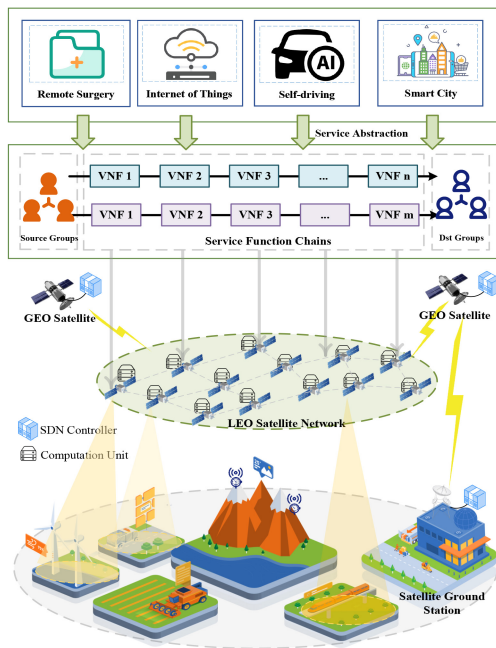 Remote Surgery
Internet of Things
AI
Self-driving
Smart City
Service Abstraction
VNF 1
VNF 2
VNF 3
...
VNF n
VNF 1
VNF 2
VNF 3
...
VNF m
Source Groups
Service Function Chains
Dst Groups
GEO Satellite
GEO Satellite
LEO Satellite Network
SDN Controller
Computation Unit
Satellite Ground
Station